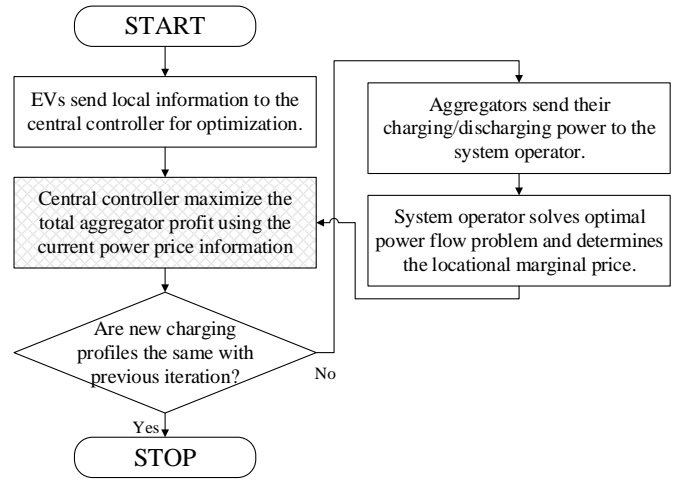 START
EVs send local information to the
central controller for optimization.
Central controller maximize the
total aggregator profit using the
current power price information
Are new charging
profiles the same with
previous iteration?
No
Yes
STOP
Aggregators send their
charging/discharging power to the
system operator.
System operator solves optimal
power flow problem and determines
the locational marginal price.